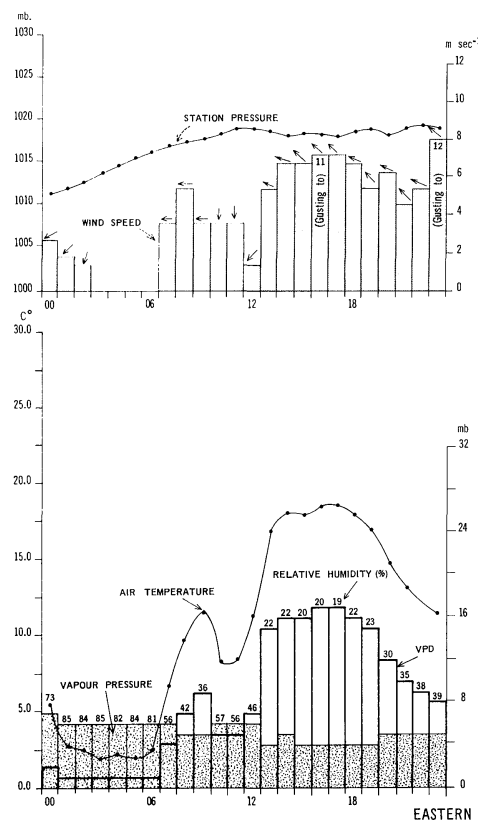 mb.
1030
m sec⁻¹
12
10
1020
STATION PRESSURE
8
12
1015
11
6
(Gusting to)
(Gusting to)
1010
WIND SPEED
4
1005
2
1000
0
00
06
12
18
C°
30.0
25.0
mb
32
20.0
24
15.0
RELATIVE HUMIDITY (%)
AIR TEMPERATURE
22 22 20 20 19 22 23
16
10.0
VPD
36
30
VAPOUR PRESSURE
35
73
42
46
38
39
8
5.0
85 84 85 82 84 81 56
57 56
0.0
0
00
06
12
18
EASTERN